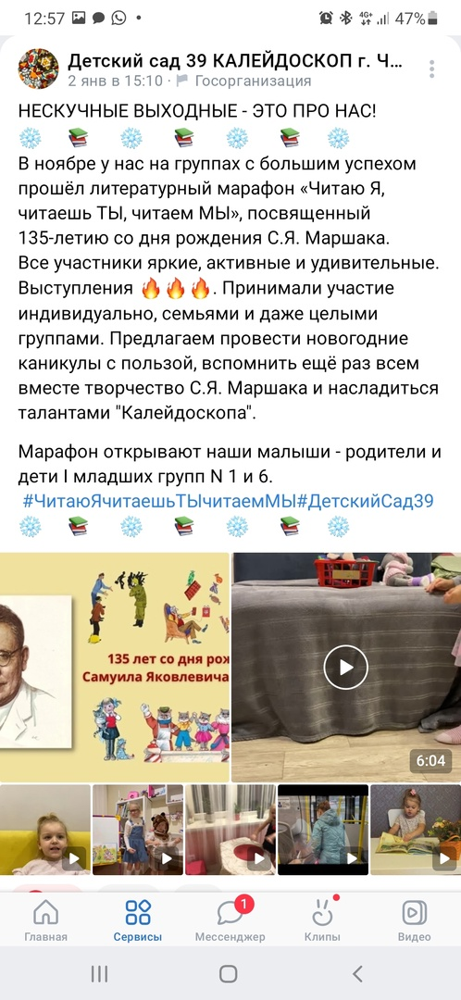 12:57
4G+
47%
Детский сад 39 КАЛЕЙДОСКОП г. Ч...
2 янв в 15:10 · Госорганизация
НЕСКУЧНЫЕ ВЫХОДНЫЕ - ЭТО ПРО НАС!
❄️ 📚 ❄️ 📚 ❄️ 📚 ❄️
В ноябре у нас на группах с большим успехом
прошёл литературный марафон «Читаю Я,
читаешь ТЫ, читаем МЫ», посвященный
135-летию со дня рождения С.Я. Маршака.
Все участники яркие, активные и удивительные.
Выступления 🔥🔥🔥. Принимали участие
индивидуально, семьями и даже целыми
группами. Предлагаем провести новогодние
каникулы с пользой, вспомнить ещё раз всем
вместе творчество С.Я. Маршака и насладиться
талантами "Калейдоскопа".
Марафон открывают наши малыши - родители и
дети I младших групп N 1 и 6.
#ЧитаюЯчитаешьТЫчитаемМЫ#ДетскийСад39
❄️ 📚 ❄️ 📚 ❄️ 📚 ❄️
135 лет со дня рож
Самуила Яковлевича
6:04
1
Главная
Сервисы
Мессенджер
Клипы
Видео